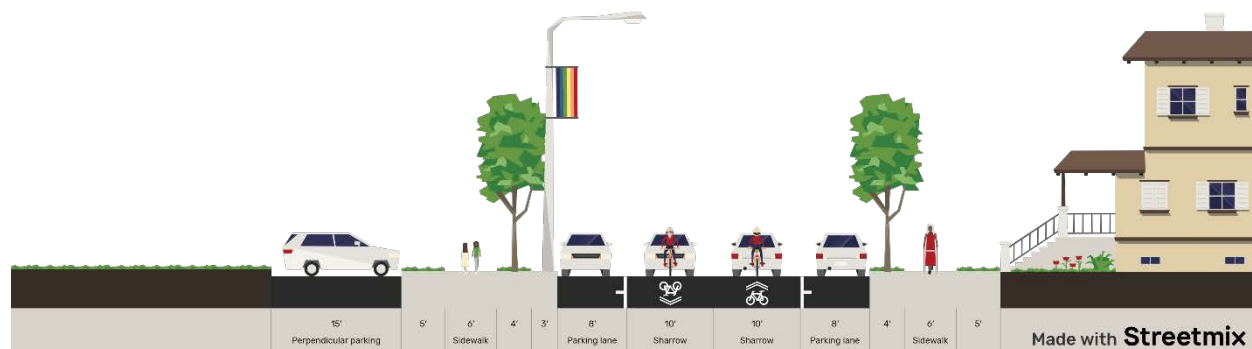 15'
Perpendicular parking
5'
6'
Sidewalk
4'
3'
8'
Parking lane
10'
Sharrow
10'
Sharrow
8'
Parking lane
4'
6'
Sidewalk
5'
Made with Streetmix